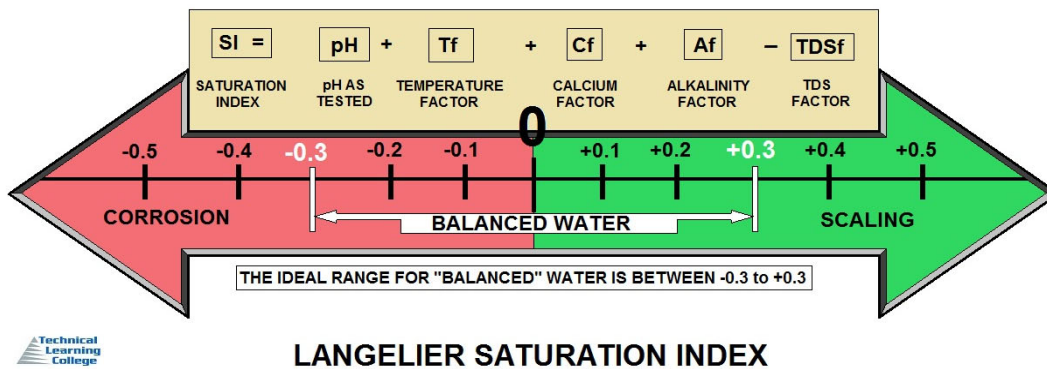 SI = pH + Tf + Cf + Af – TDSf
SATURATION INDEX
pH AS TESTED
TEMPERATURE FACTOR
CALCIUM FACTOR
ALKALINITY FACTOR
TDS FACTOR
-0.5 -0.4 -0.3 -0.2 -0.1 0 +0.1 +0.2 +0.3 +0.4 +0.5
CORROSION BALANCED WATER SCALING
THE IDEAL RANGE FOR "BALANCED" WATER IS BETWEEN -0.3 to +0.3
Technical
Learning
College
LANGELIER SATURATION INDEX